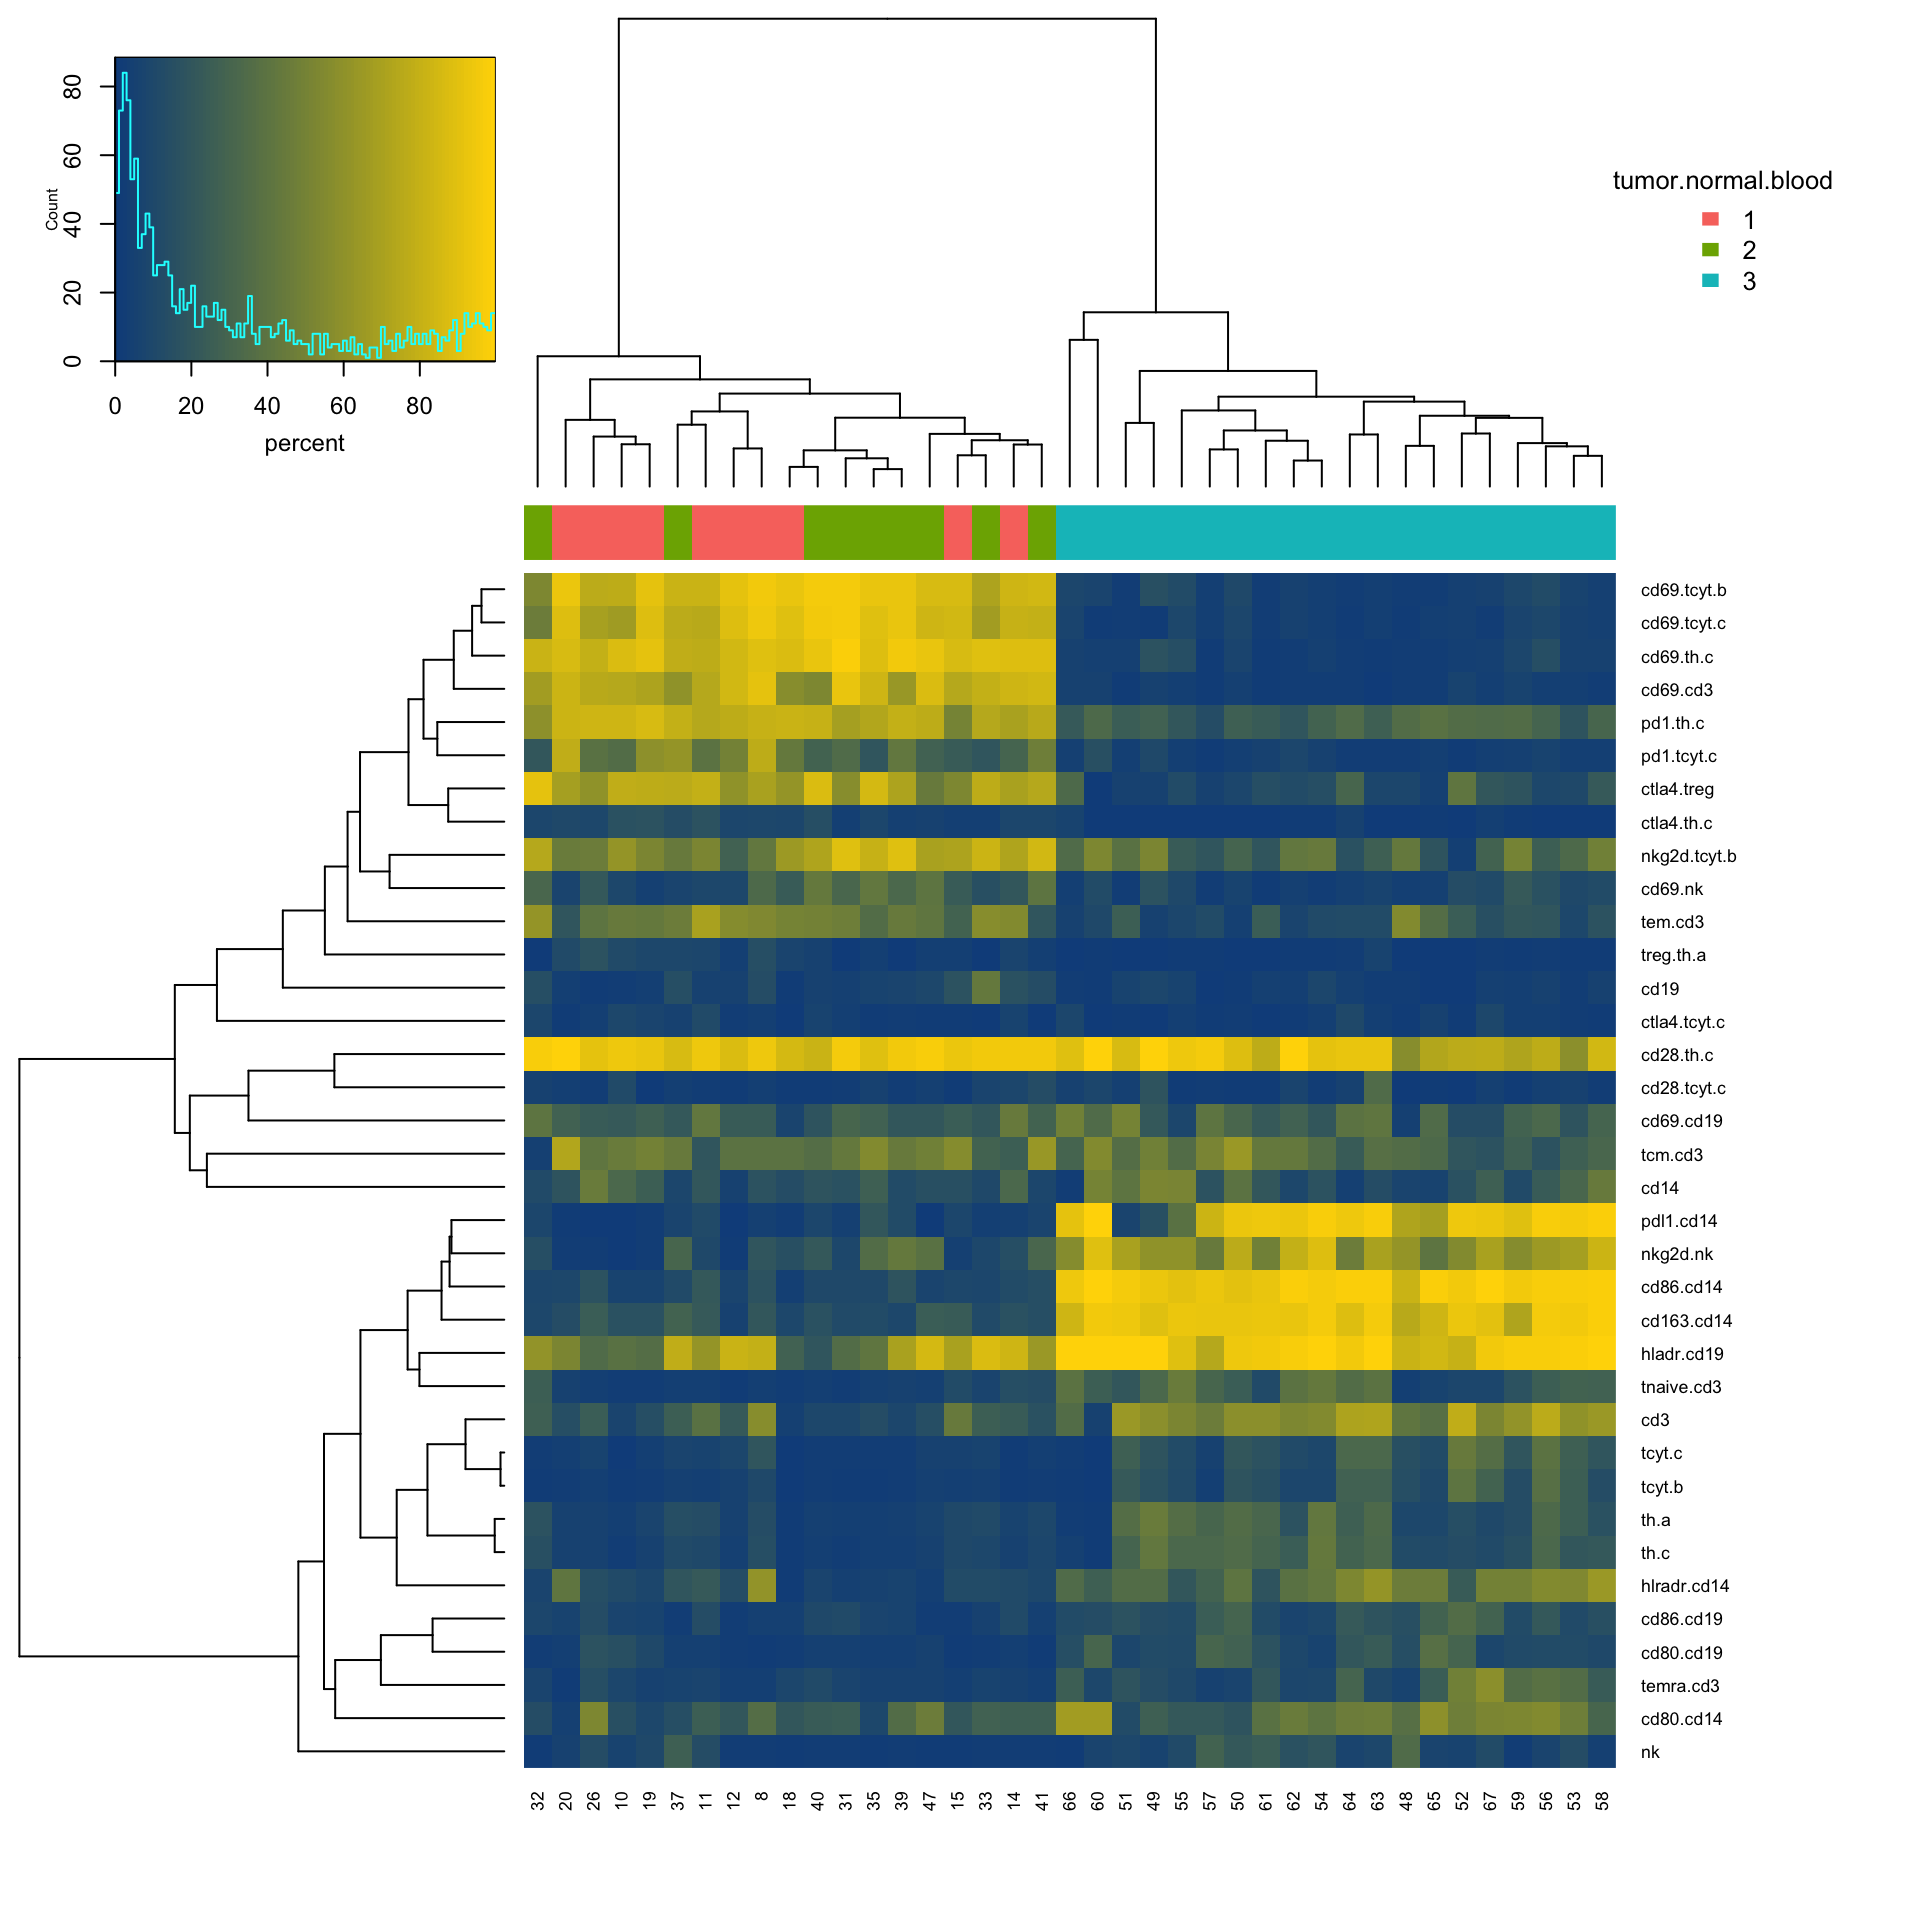 0 20 40 60 80
Count
0 20 40 60 80
percent
tumor.normal.blood
1
2
3
cd69.tcyt.b
cd69.tcyt.c
cd69.th.c
cd69.cd3
pd1.th.c
pd1.tcyt.c
ctla4.treg
ctla4.th.c
nkg2d.tcyt.b
cd69.nk
tem.cd3
treg.th.a
cd19
ctla4.tcyt.c
cd28.th.c
cd28.tcyt.c
cd69.cd19
tcm.cd3
cd14
pdl1.cd14
nkg2d.nk
cd86.cd14
cd163.cd14
hladr.cd19
tnaive.cd3
cd3
tcyt.c
tcyt.b
th.a
th.c
hlradr.cd14
cd86.cd19
cd80.cd19
temra.cd3
cd80.cd14
nk
32 20 26 10 19 37 11 12 8 18 40 31 35 39 47 15 33 14 41 66 60 51 49 55 57 50 61 62 54 64 63 48 65 52 67 59 56 53 58